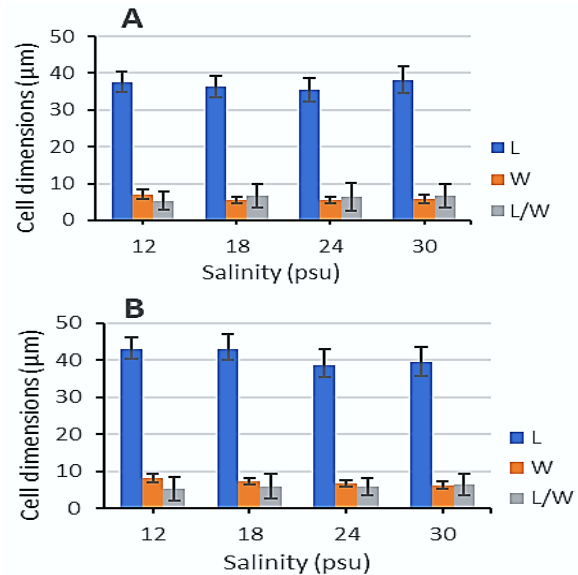 A
50
40
30
20
10
0
Cell dimensions (µm)
12 18 24 30
Salinity (psu)
L
W
L/W
B
50
40
30
20
10
0
Cell dimensions (µm)
12 18 24 30
Salinity (psu)
L
W
L/W